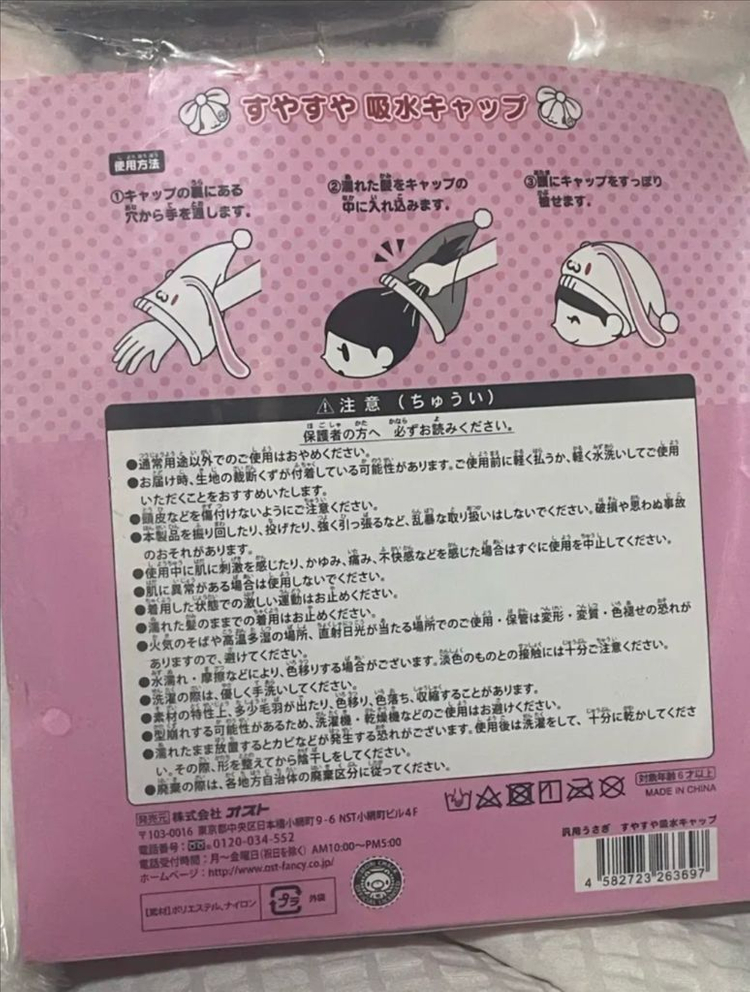 すやすや 吸水キャップ
使用方法
①キャップの裏にある
穴から手を通します。
②濡れた髪をキャップの
中に入れ込みます。
③頭にキャップをすっぽり
被せます。
⚠注意(ちゅうい)
保護者の方へ 必ずお読みください。
●通常用途以外でのご使用はおやめください。
●お届け時、生地の裁断くずが付着している可能性があります。ご使用前に軽く払うか、軽く水洗いしてご使用
いただくことをおすすめいたします。
●頭皮などを傷付けないようにご注意ください。
●本製品を振り回したり、投げたり、強く引っ張るなど、乱暴な取り扱いはしないでください。破損や思わぬ事故
のおそれがあります。
●使用中に肌に刺激を感じたり、かゆみ、痛み、不快感などを感じた場合はすぐに使用を中止してください。
●肌に異常がある場合は使用しないでください。
●着用した状態での激しい運動はお止めください。
●濡れた髪のままでの着用はお止めください。
●火気のそばや高温多湿の場所、直射日光が当たる場所でのご使用・保管は変形・変質・色褪せの恐れが
ありますので、避けてください。
●水濡れ・摩擦などにより、色移りする場合がございます。淡色のものとの接触には十分ご注意ください。
●洗濯の際は、優しく手洗いしてください。
●素材の特性上、多少毛羽が出たり、色移り、色落ち、収縮することがあります。
●型崩れする可能性があるため、洗濯機・乾燥機などのご使用はお避けください。
●濡れたまま放置するとカビなどが発生する恐れがございます。使用後は洗濯をして、十分に乾かしてくださ
い。その際、形を整えてから陰干しをしてください。
●廃棄の際は、各地方自治体の廃棄区分に従ってください。
対象年齢6才以上
MADE IN CHINA
発売元 株式会社 オスト
〒103-0016 東京都中央区日本橋小網町9-6 NST小網町ビル4F
電話番号:0120-034-552
電話受付時間:月~金曜日(祝日を除く) AM10:00~PM5:00
ホームページ:http://www.ost-fancy.co.jp/
【素材】ポリエステル、ナイロン
プラ 外袋
汎用うさぎ すやすや吸水キャップ
4 582723 263697